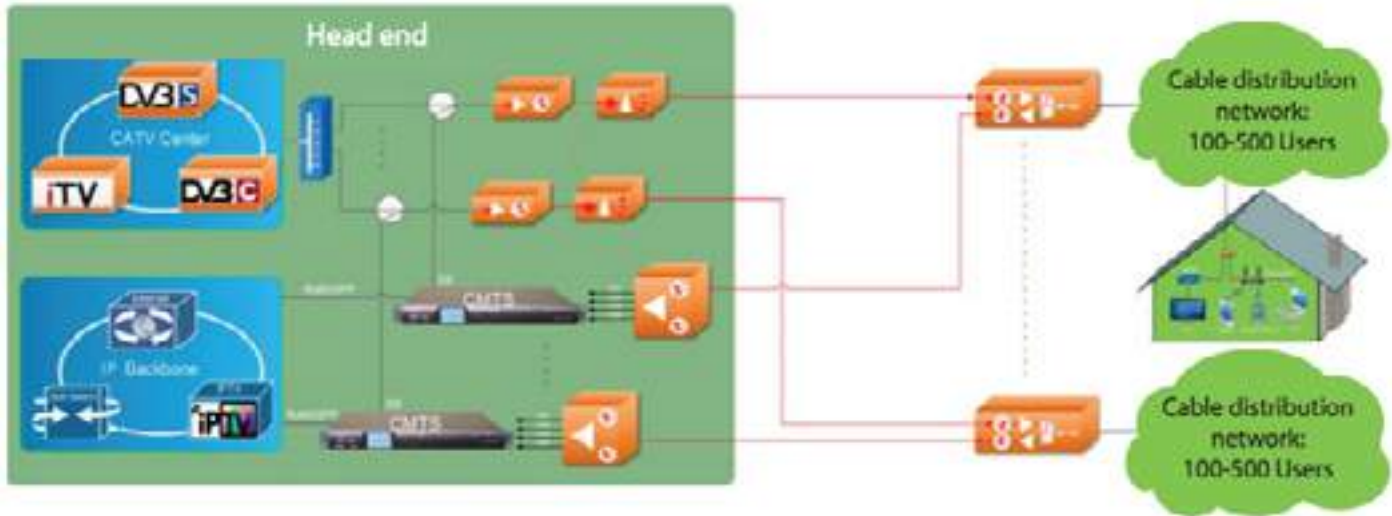 Head end
DVB S
CATV Center
iTV
DVB C
IP Backbone
IPTV
CMTS
CMTS
Cable distribution
network:
100-500 Users
Cable distribution
network:
100-500 Users